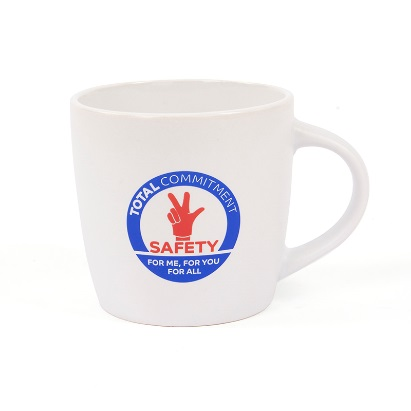 TOTAL COMMITMENT
SAFETY
FOR ME, FOR YOU
FOR ALL